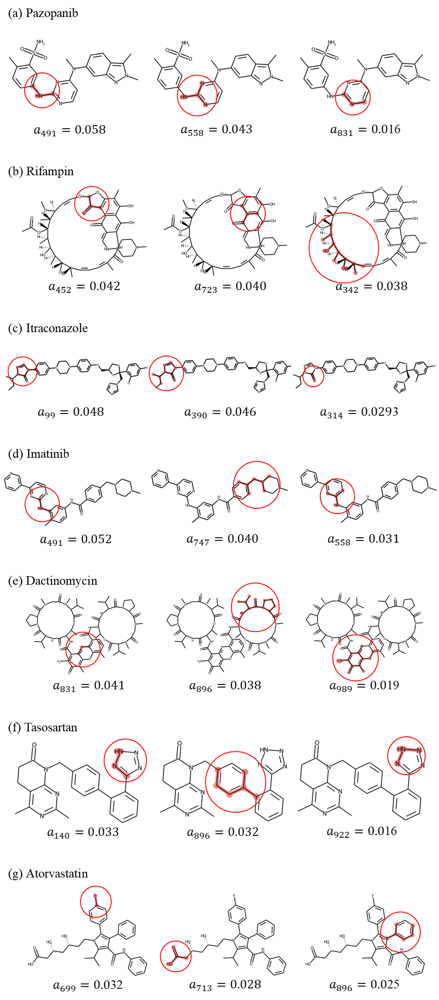 (a) Pazopanib
a₄₉₁ = 0.058 a₅₅₈ = 0.043 a₈₃₁ = 0.016
(b) Rifampin
a₄₅₂ = 0.042 a₇₂₃ = 0.040 a₃₄₂ = 0.038
(c) Itraconazole
a₉₉ = 0.048 a₃₉₀ = 0.046 a₃₁₄ = 0.0293
(d) Imatinib
a₄₉₁ = 0.052 a₇₄₇ = 0.040 a₅₅₈ = 0.031
(e) Dactinomycin
a₈₃₁ = 0.041 a₈₉₆ = 0.038 a₉₈₉ = 0.019
(f) Tasosartan
a₁₄₀ = 0.033 a₈₉₆ = 0.032 a₉₂₂ = 0.016
(g) Atorvastatin
a₆₉₉ = 0.032 a₇₁₃ = 0.028 a₈₉₆ = 0.025